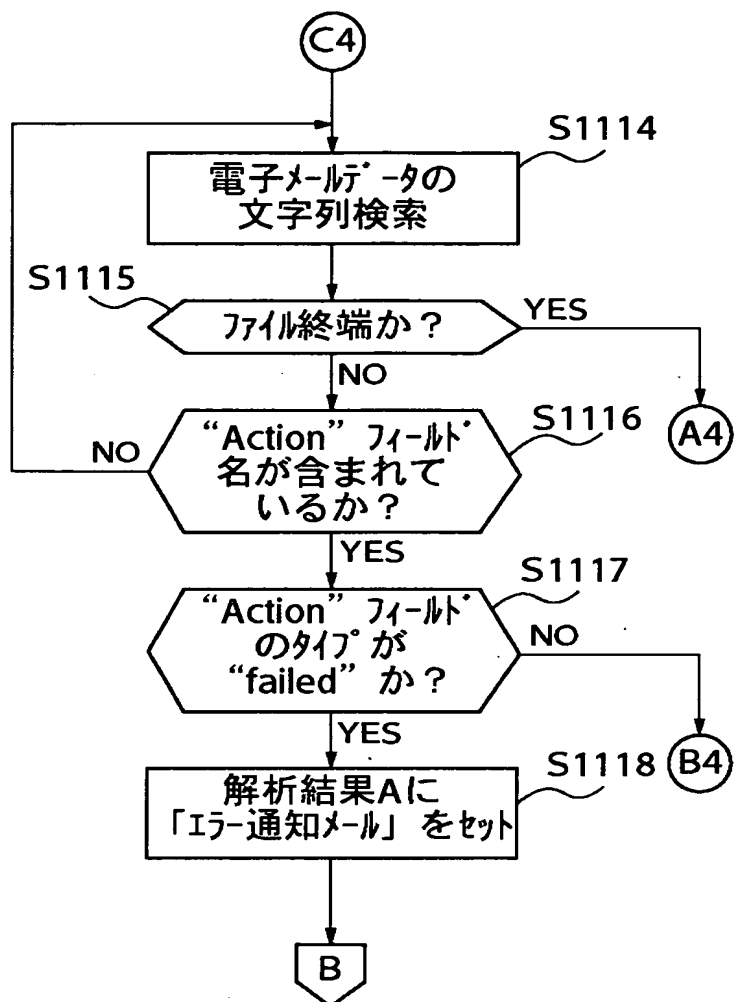 C4
S1114
電子ﾒｰﾙﾃﾞｰﾀの
文字列検索
S1115
ﾌｧｲﾙ終端か？
YES
NO
A4
S1116
“Action” ﾌｨｰﾙﾄﾞ
名が含まれて
いるか？
NO
YES
S1117
“Action” ﾌｨｰﾙﾄﾞ
のﾀｲﾌﾟが
“failed” か？
NO
YES
B4
S1118
解析結果Aに
「ｴﾗｰ通知ﾒｰﾙ」をｾｯﾄ
B